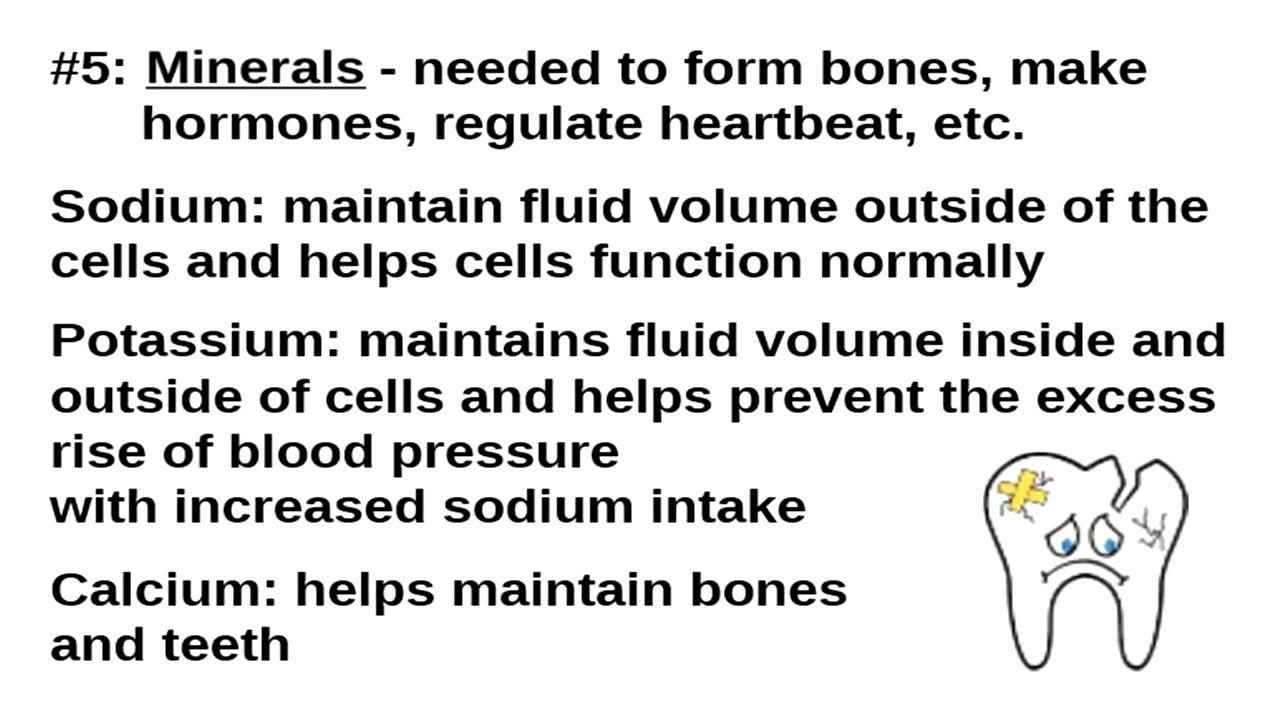 #5: Minerals - needed to form bones, make
hormones, regulate heartbeat, etc.
Sodium: maintain fluid volume outside of the
cells and helps cells function normally
Potassium: maintains fluid volume inside and
outside of cells and helps prevent the excess
rise of blood pressure
with increased sodium intake
Calcium: helps maintain bones
and teeth